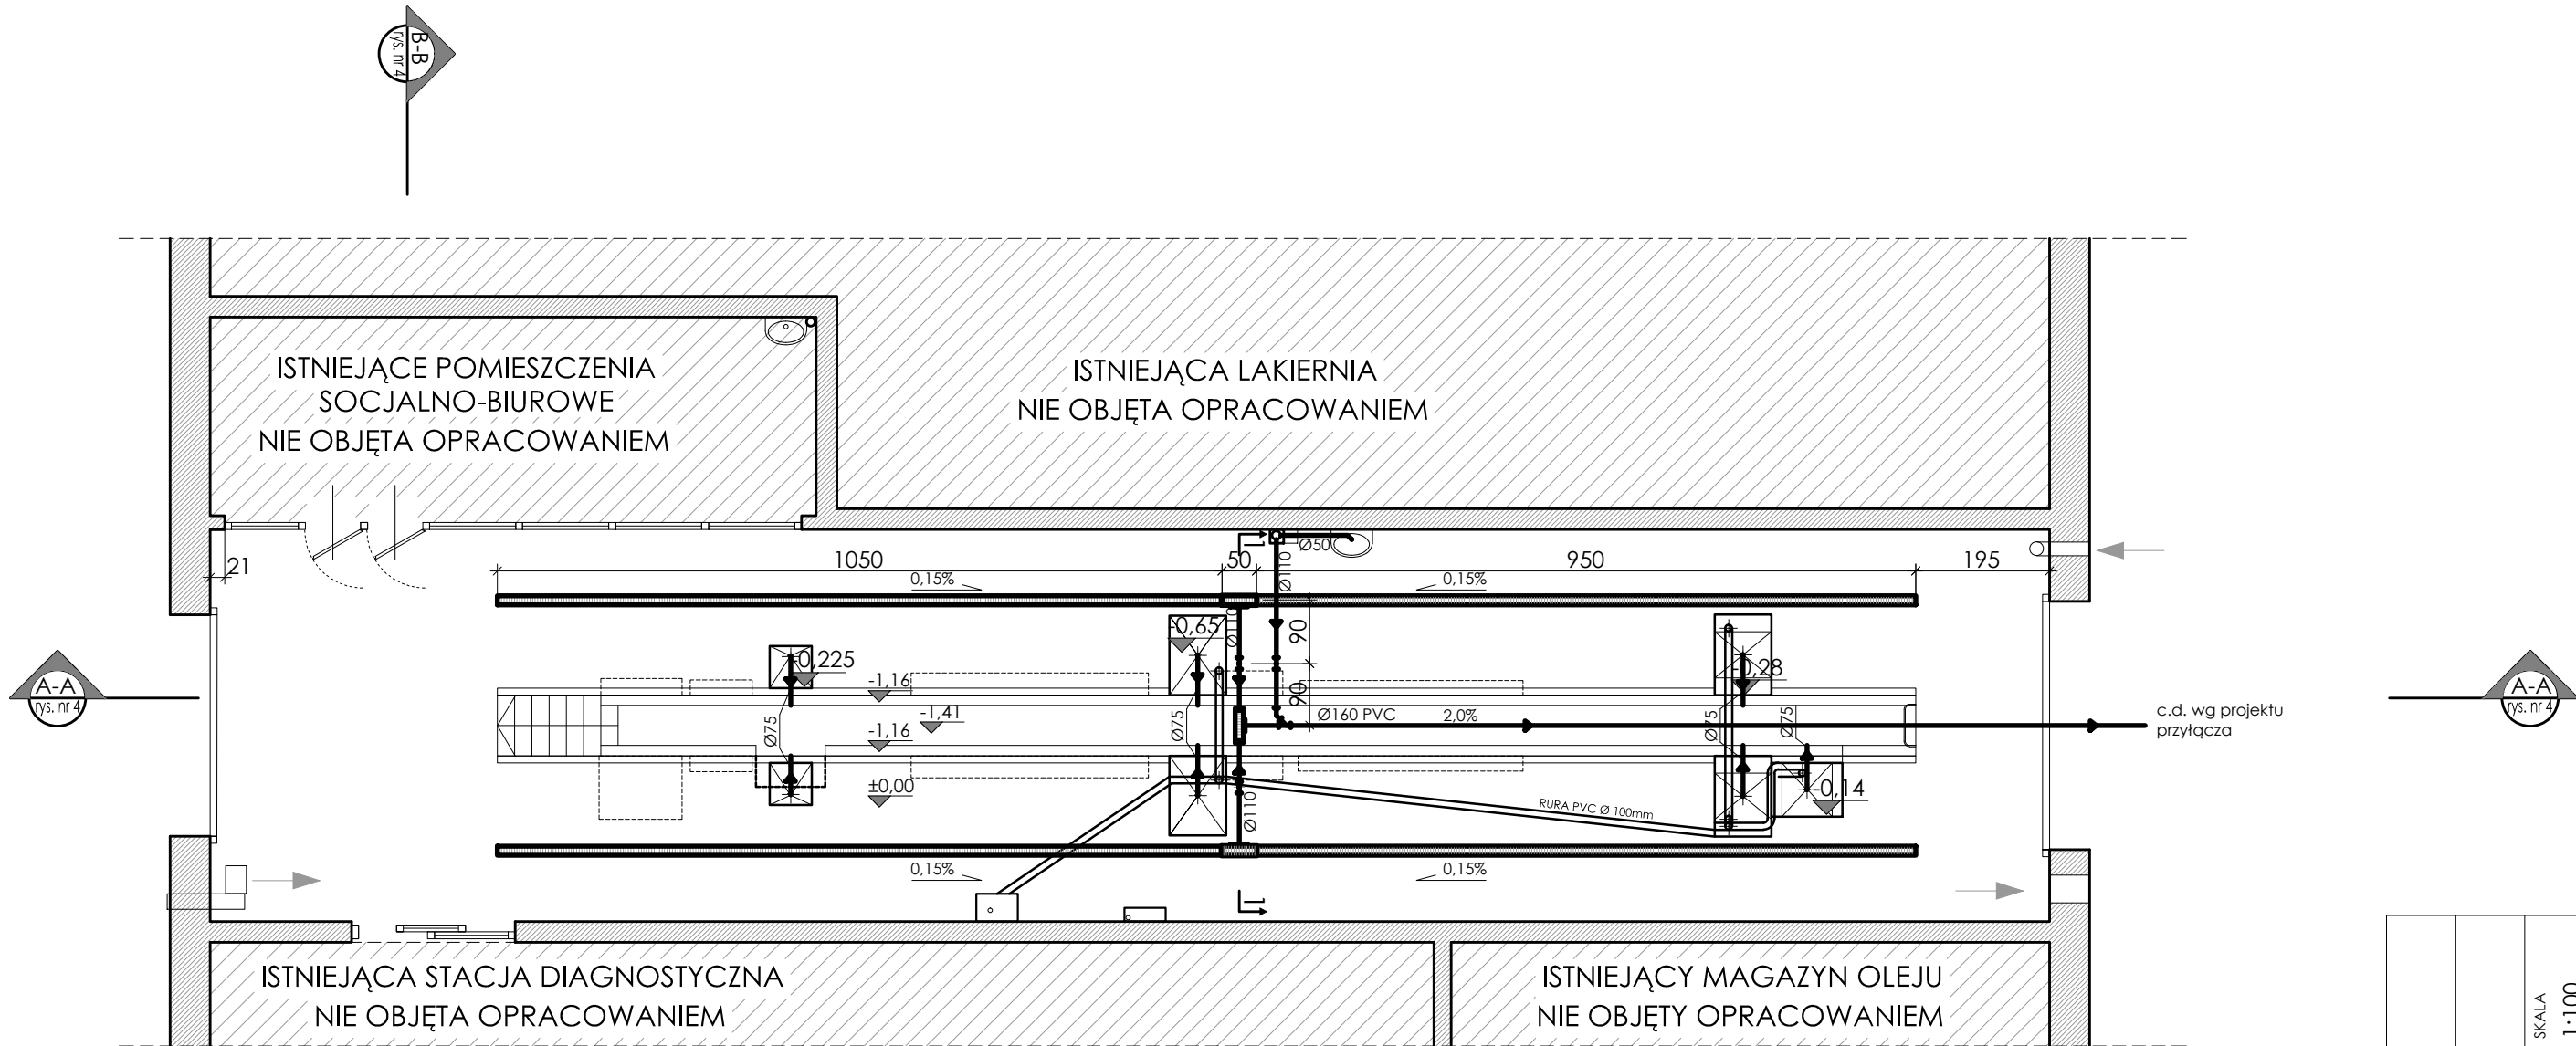 B-B
rys. nr 4
ISTNIEJĄCE POMIESZCZENIA
SOCJALNO-BIUROWE
NIE OBJĘTA OPRACOWANIEM
ISTNIEJĄCA LAKIERNIA
NIE OBJĘTA OPRACOWANIEM
21
1050
50
950
195
Ø50
Ø110
0,15%
0,15%
Ø110
90
90
-0,65
-0,225
-0,28
-1,16
-1,41
-1,16
±0,00
Ø75
Ø75
Ø75
Ø75
Ø160 PVC
2,0%
A-A
rys. nr 4
A-A
rys. nr 4
c.d. wg projektu
przyłącza
-0,14
RURA PVC Ø 100mm
Ø110
0,15%
0,15%
1
1
ISTNIEJĄCA STACJA DIAGNOSTYCZNA
NIE OBJĘTA OPRACOWANIEM
ISTNIEJĄCY MAGAZYN OLEJU
NIE OBJĘTY OPRACOWANIEM
SKALA
1:100